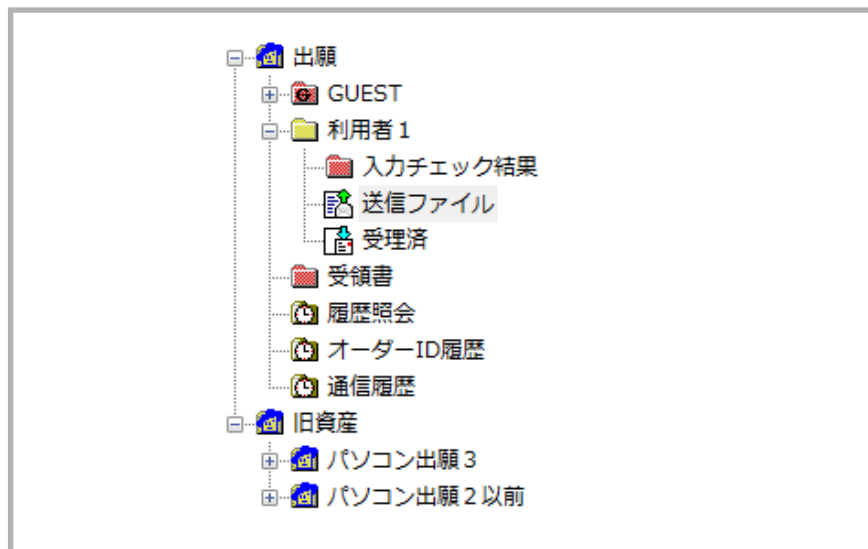 出願
GUEST
利用者１
入力チェック結果
送信ファイル
受理済
受領書
履歴照会
オーダーID履歴
通信履歴
旧資産
パソコン出願３
パソコン出願２以前